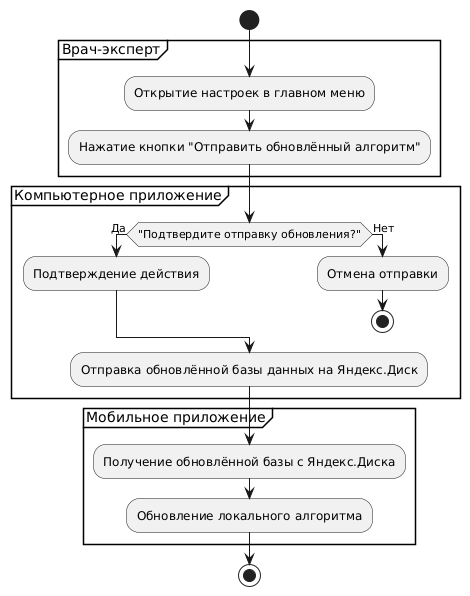 Врач-эксперт
Открытие настроек в главном меню
Нажатие кнопки "Отправить обновлённый алгоритм"
Компьютерное приложение
Да
"Подтвердите отправку обновления?"
Нет
Подтверждение действия
Отмена отправки
Отправка обновлённой базы данных на Яндекс.Диск
Мобильное приложение
Получение обновлённой базы с Яндекс.Диска
Обновление локального алгоритма